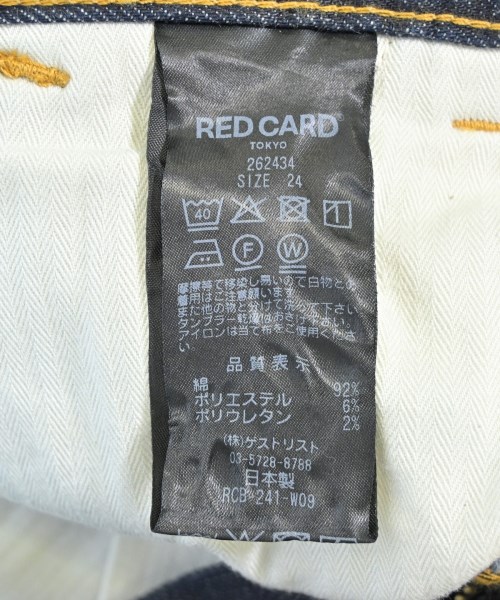 RED CARD®
TOKYO
262434
SIZE 24
40 1
F W
摩擦等で移染し易いので白物との
着用はご注意願います。
また他の物と分けて洗って下さい
タンブラー乾燥はおさけ下さい。
アイロンは当て布をご使用下さい
品質表示
綿 92%
ポリエステル 6%
ポリウレタン 2%
(株)ゲストリスト
03-5728-8788
日本製
RCB-241-W09